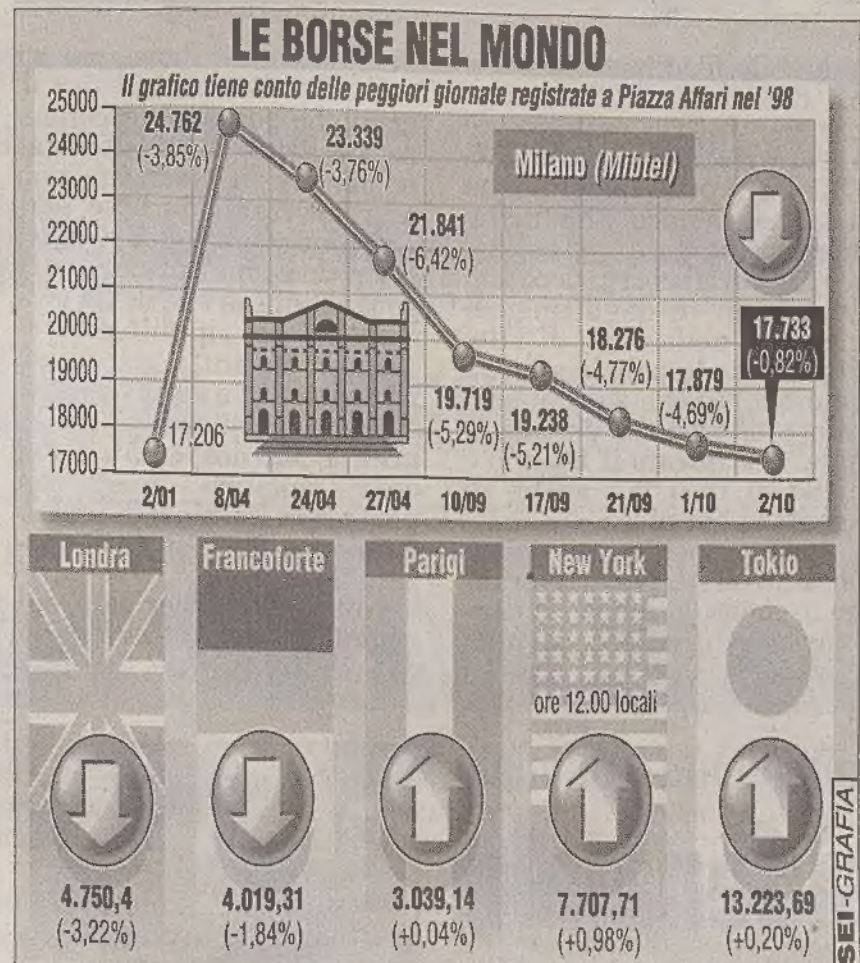 LE BORSE NEL MONDO
Il grafico tiene conto delle peggiori giornate registrate a Piazza Affari nel '98
25000
24000
23000
22000
21000
20000
19000
18000
17000
24.762
(-3,85%)
23.339
(-3,76%)
Milano (Mibtel)
21.841
(-6,42%)
17.206
19.719
(-5,29%)
19.238
(-5,21%)
18.276
(-4,77%)
17.879
(-4,69%)
17.733
(-0,82%)
2/01 8/04 24/04 27/04 10/09 17/09 21/09 1/10 2/10
Londra Francoforte Parigi New York Tokio
ore 12.00 locali
4.750,4 4.019,31 3.039,14 7.707,71 13.223,69
(-3,22%) (-1,84%) (+0,04%) (+0,98%) (+0,20%)
SEI-GRAFIA